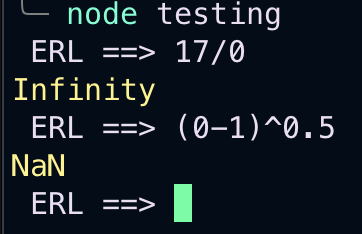 node testing
ERL ==> 17/0
Infinity
ERL ==> (0-1)^0.5
NaN
ERL ==>